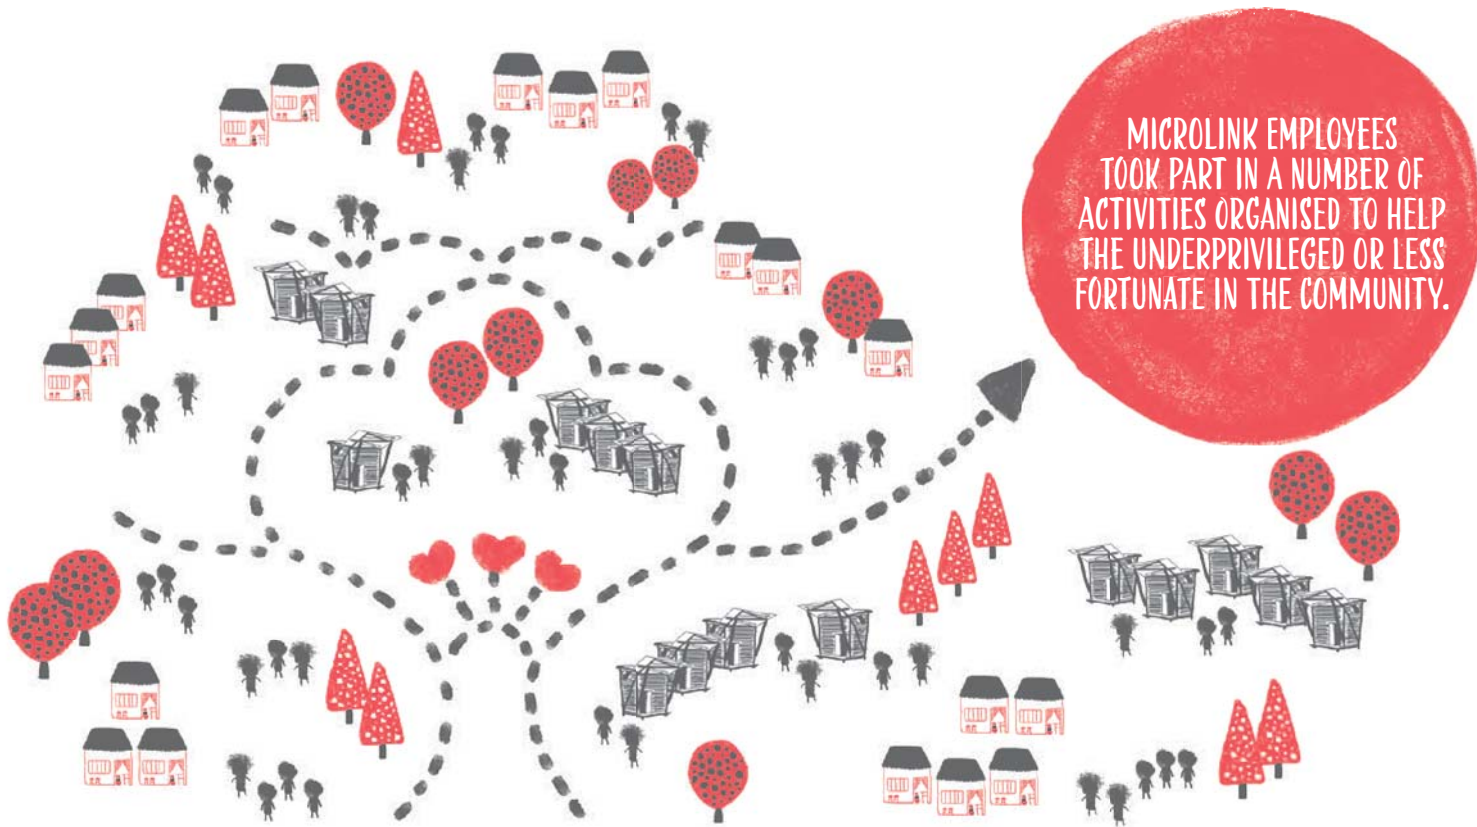 MICROLINK EMPLOYEES
TOOK PART IN A NUMBER OF
ACTIVITIES ORGANISED TO HELP
THE UNDERPRIVILEGED OR LESS
FORTUNATE IN THE COMMUNITY.